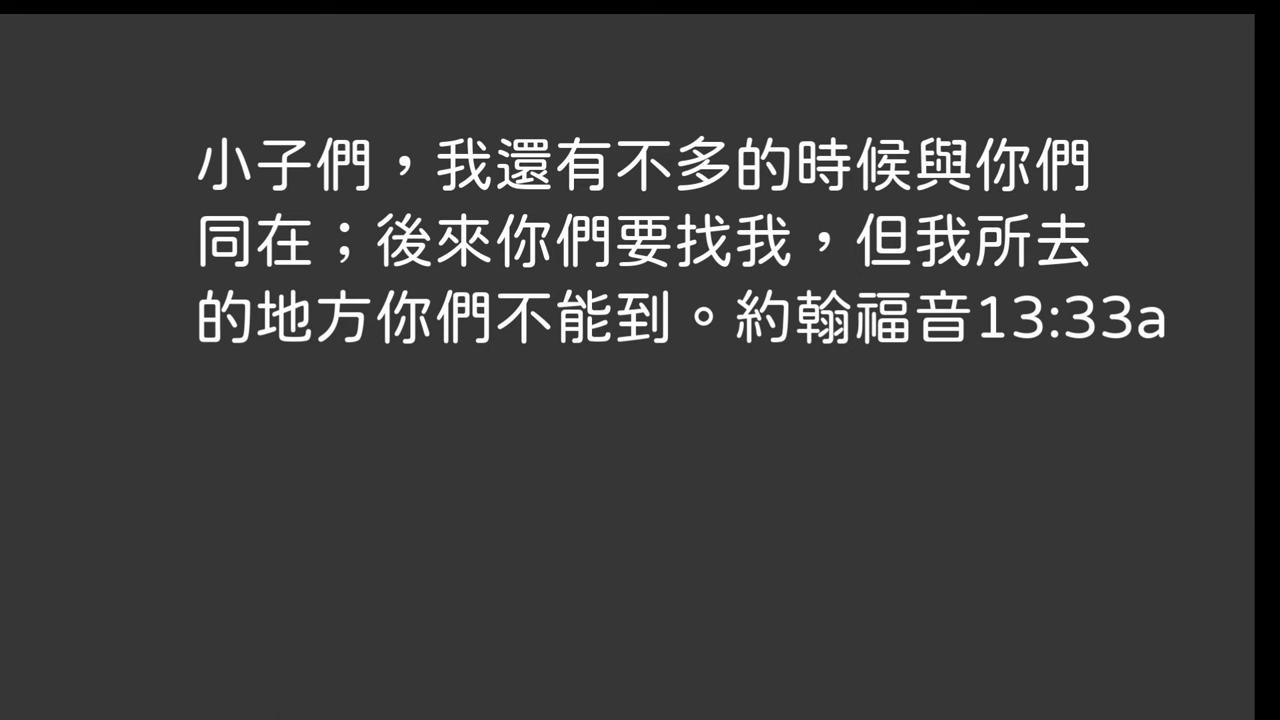 小子們，我還有不多的時候與你們
同在；後來你們要找我，但我所去
的地方你們不能到。約翰福音13:33a